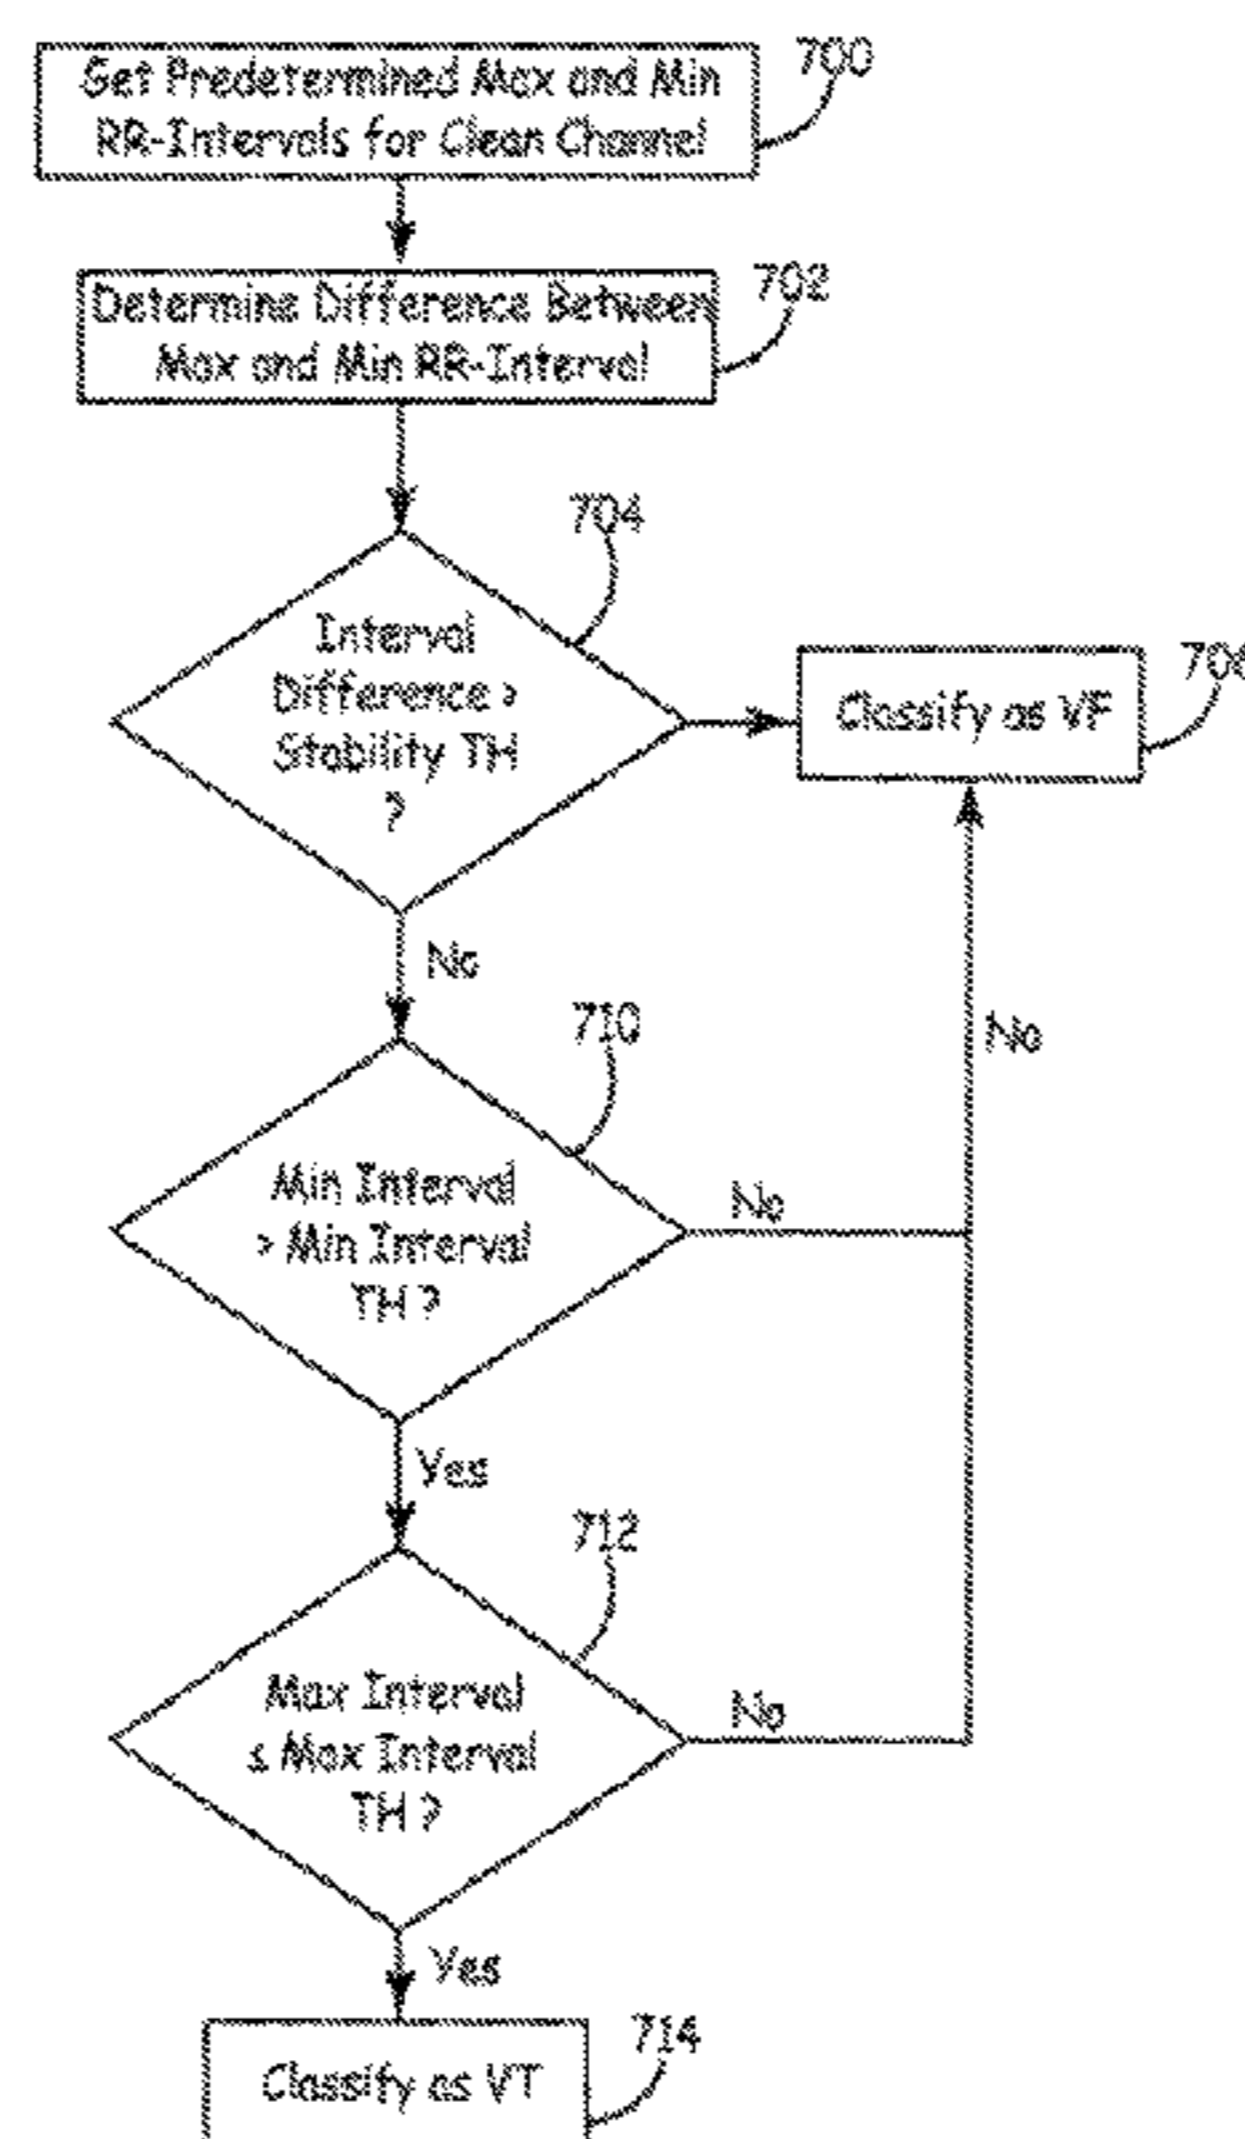 Get Predetermined Max and Min
RR-Intervals for Clean Channel
700
Determine Difference Between
Max and Min RR-Interval
702
704
Interval
Difference >
Stability TH
?
Classify as VF
706
No
710
Min Interval
> Min Interval
TH ?
No
No
Yes
712
Max Interval
≤ Max Interval
TH ?
No
Yes
Classify as VT
714